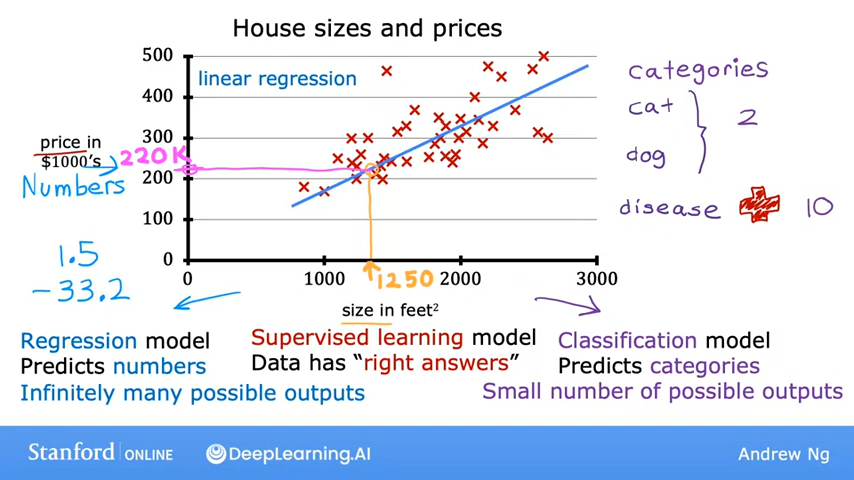 House sizes and prices
500
linear regression
400
300
price in
$1000's
220K
200
Numbers
100
0
0
1000
1250
2000
3000
size in feet²
1.5
-33.2
categories
cat
dog
2
disease
10
Regression model
Predicts numbers
Infinitely many possible outputs
Supervised learning model
Data has “right answers”
Classification model
Predicts categories
Small number of possible outputs
Stanford | ONLINE
DeepLearning.AI
Andrew Ng